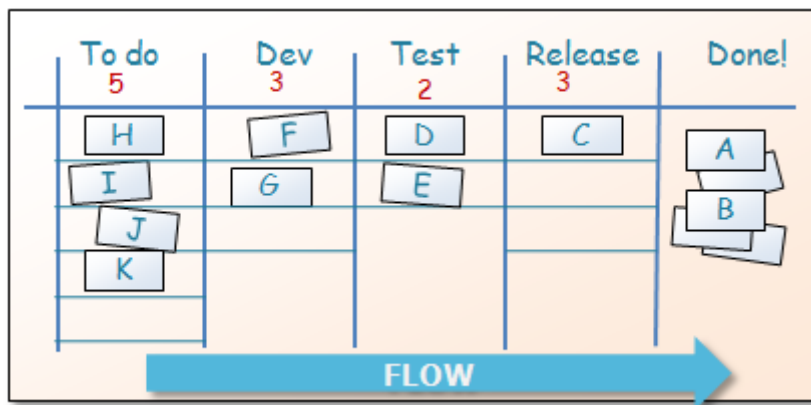 To do Dev Test Release Done!
5 3 2 3
H F D C A
I G E
J B
K
FLOW